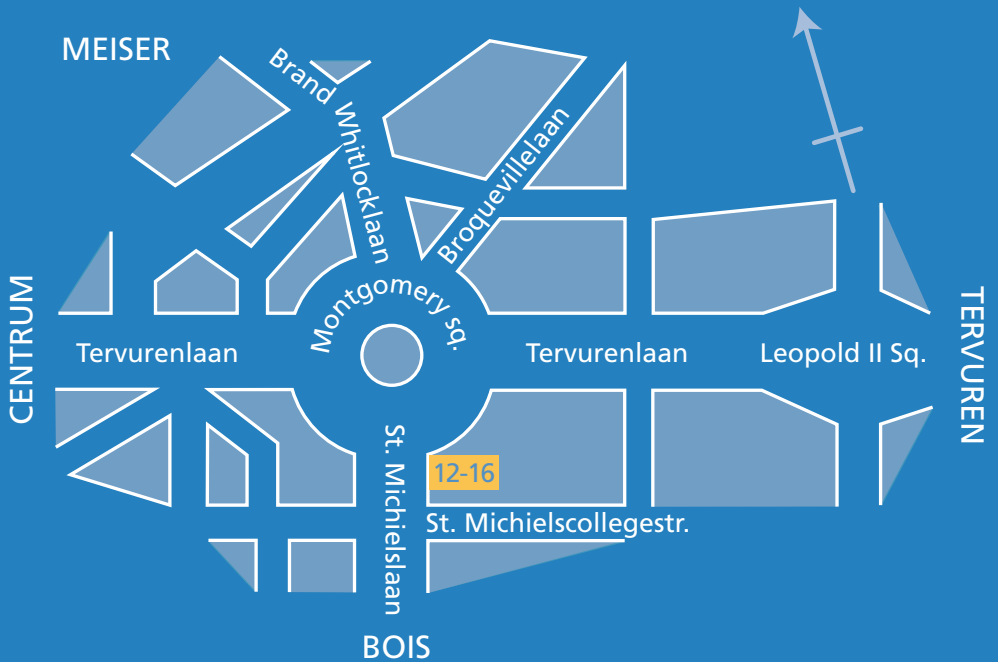 MEISER
Brand Whitlocklaan
Broquevillelaan
Montgomery sq.
CENTRUM
Tervurenlaan
Tervurenlaan
Leopold II Sq.
TERVUREN
St. Michielslaan
12-16
St. Michielscollegestr.
BOIS